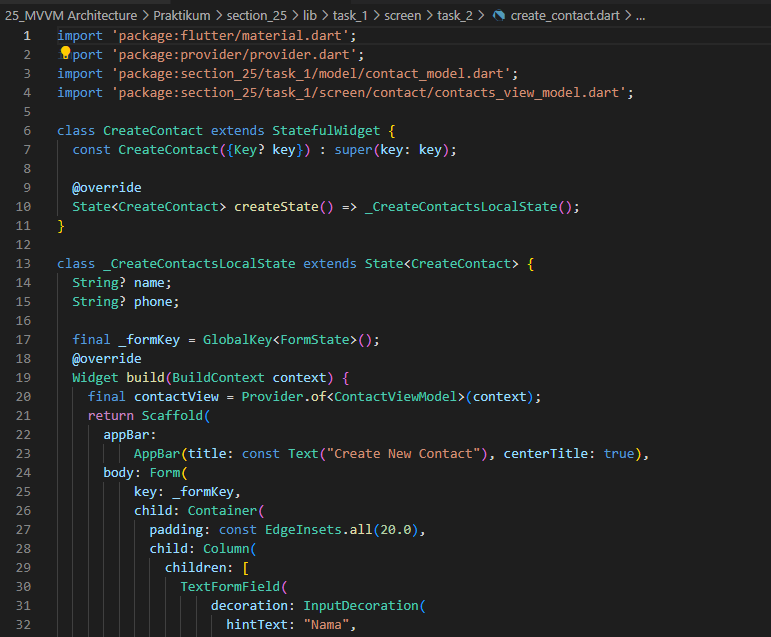 25_MVVM Architecture > Praktikum > section_25 > lib > task_1 > screen > task_2 > create_contact.dart > ...
1 import 'package:flutter/material.dart';
2 import 'package:provider/provider.dart';
3 import 'package:section_25/task_1/model/contact_model.dart';
4 import 'package:section_25/task_1/screen/contact/contacts_view_model.dart';
5
6 class CreateContact extends StatefulWidget {
7   const CreateContact({Key? key}) : super(key: key);
8
9   @override
10   State<CreateContact> createState() => _CreateContactsLocalState();
11 }
12
13 class _CreateContactsLocalState extends State<CreateContact> {
14   String? name;
15   String? phone;
16
17   final _formKey = GlobalKey<FormState>();
18   @override
19   Widget build(BuildContext context) {
20     final contactView = Provider.of<ContactViewModel>(context);
21     return Scaffold(
22       appBar:
23           AppBar(title: const Text("Create New Contact"), centerTitle: true),
24       body: Form(
25           key: _formKey,
26           child: Container(
27             padding: const EdgeInsets.all(20.0),
28             child: Column(
29               children: [
30                 TextFormField(
31                     decoration: InputDecoration(
32                       hintText: "Nama",